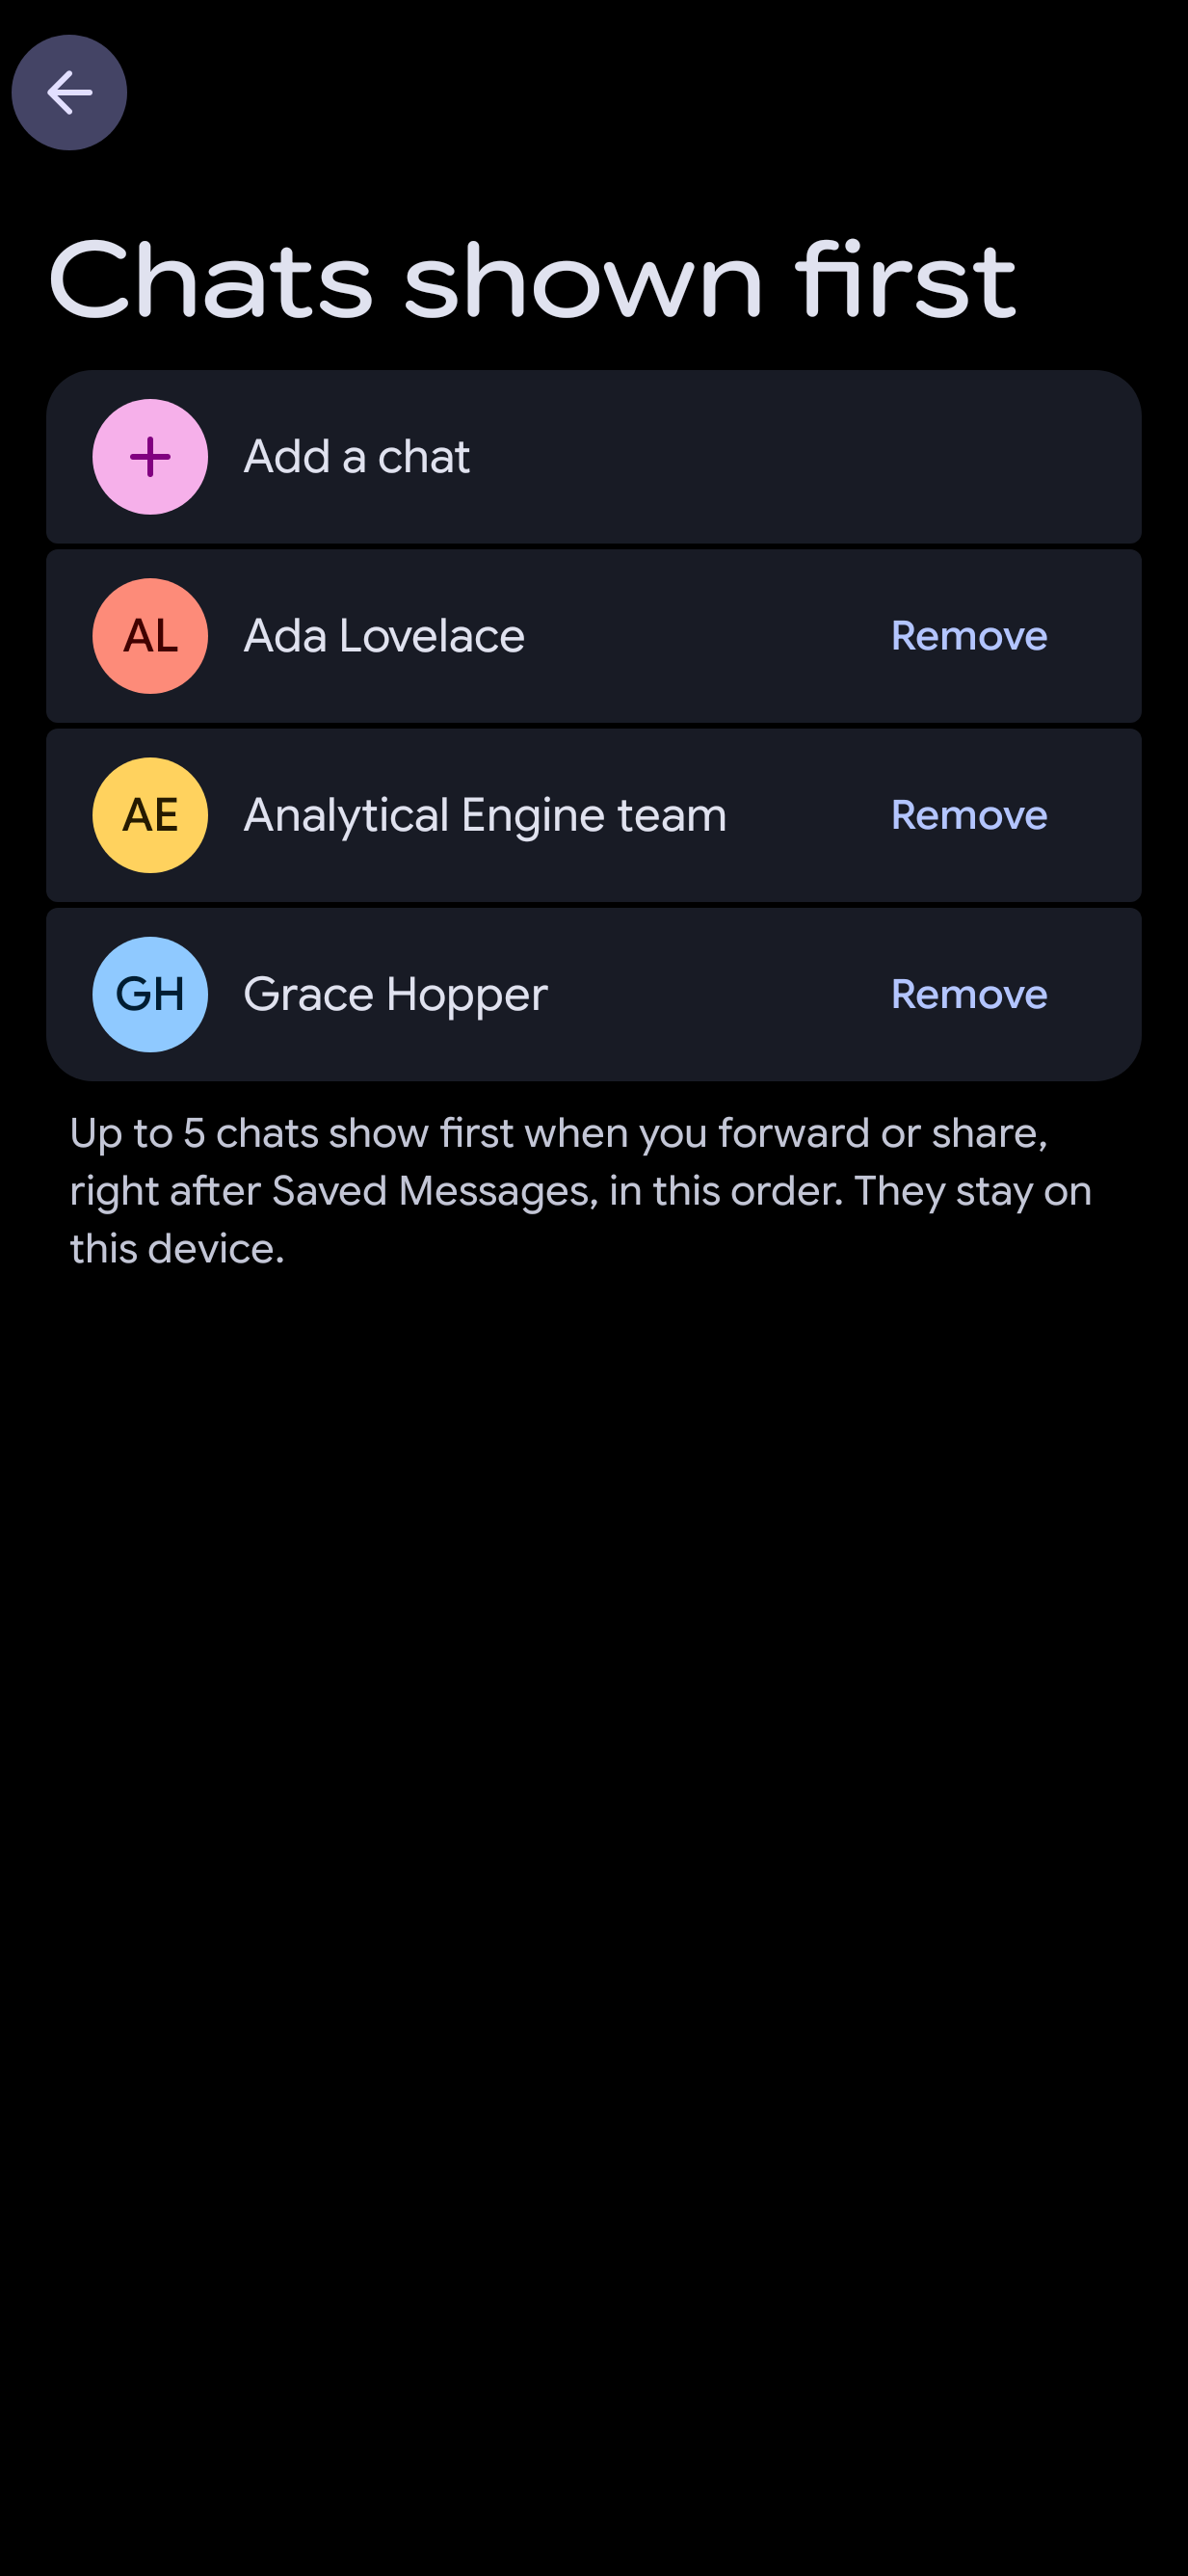 Chats shown first
Add a chat
AL Ada Lovelace Remove
AE Analytical Engine team Remove
GH Grace Hopper Remove
Up to 5 chats show first when you forward or share,
right after Saved Messages, in this order. They stay on
this device.